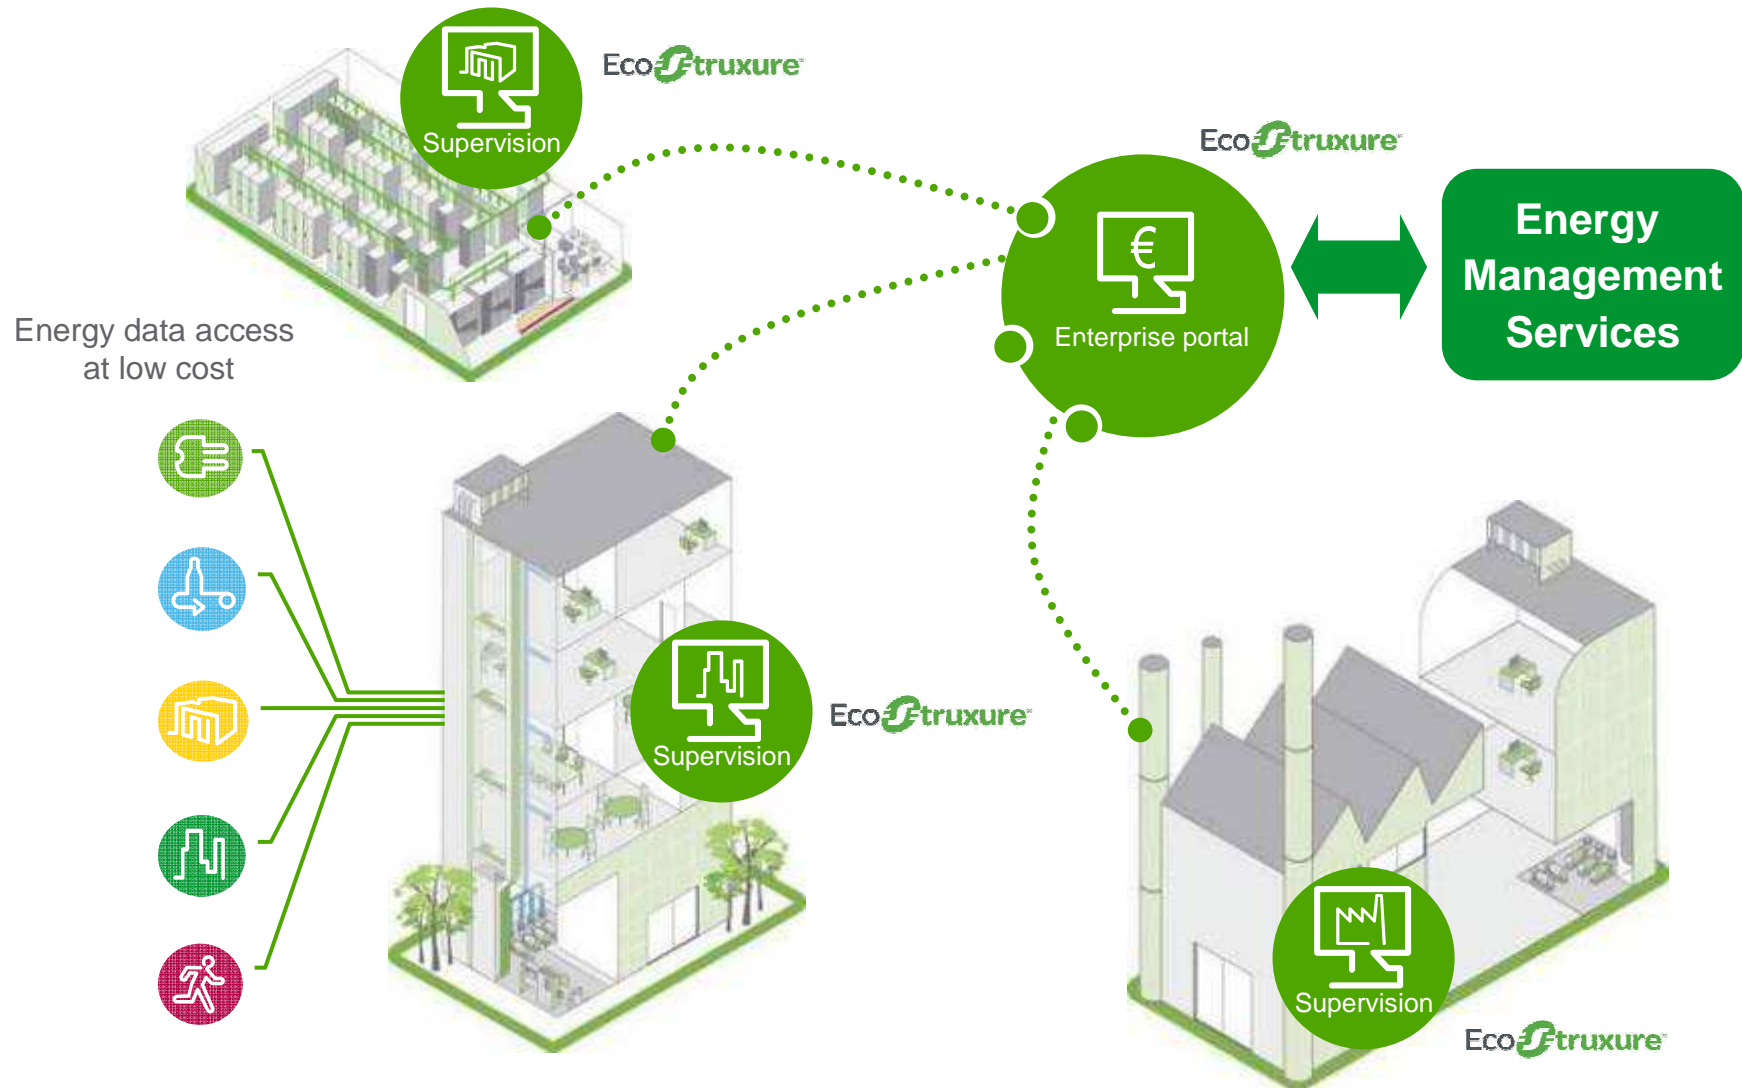 EcoStruxure
Supervision
EcoStruxure
Energy
Management
Services
€
Enterprise portal
Energy data access
at low cost
Supervision
EcoStruxure
Supervision
EcoStruxure